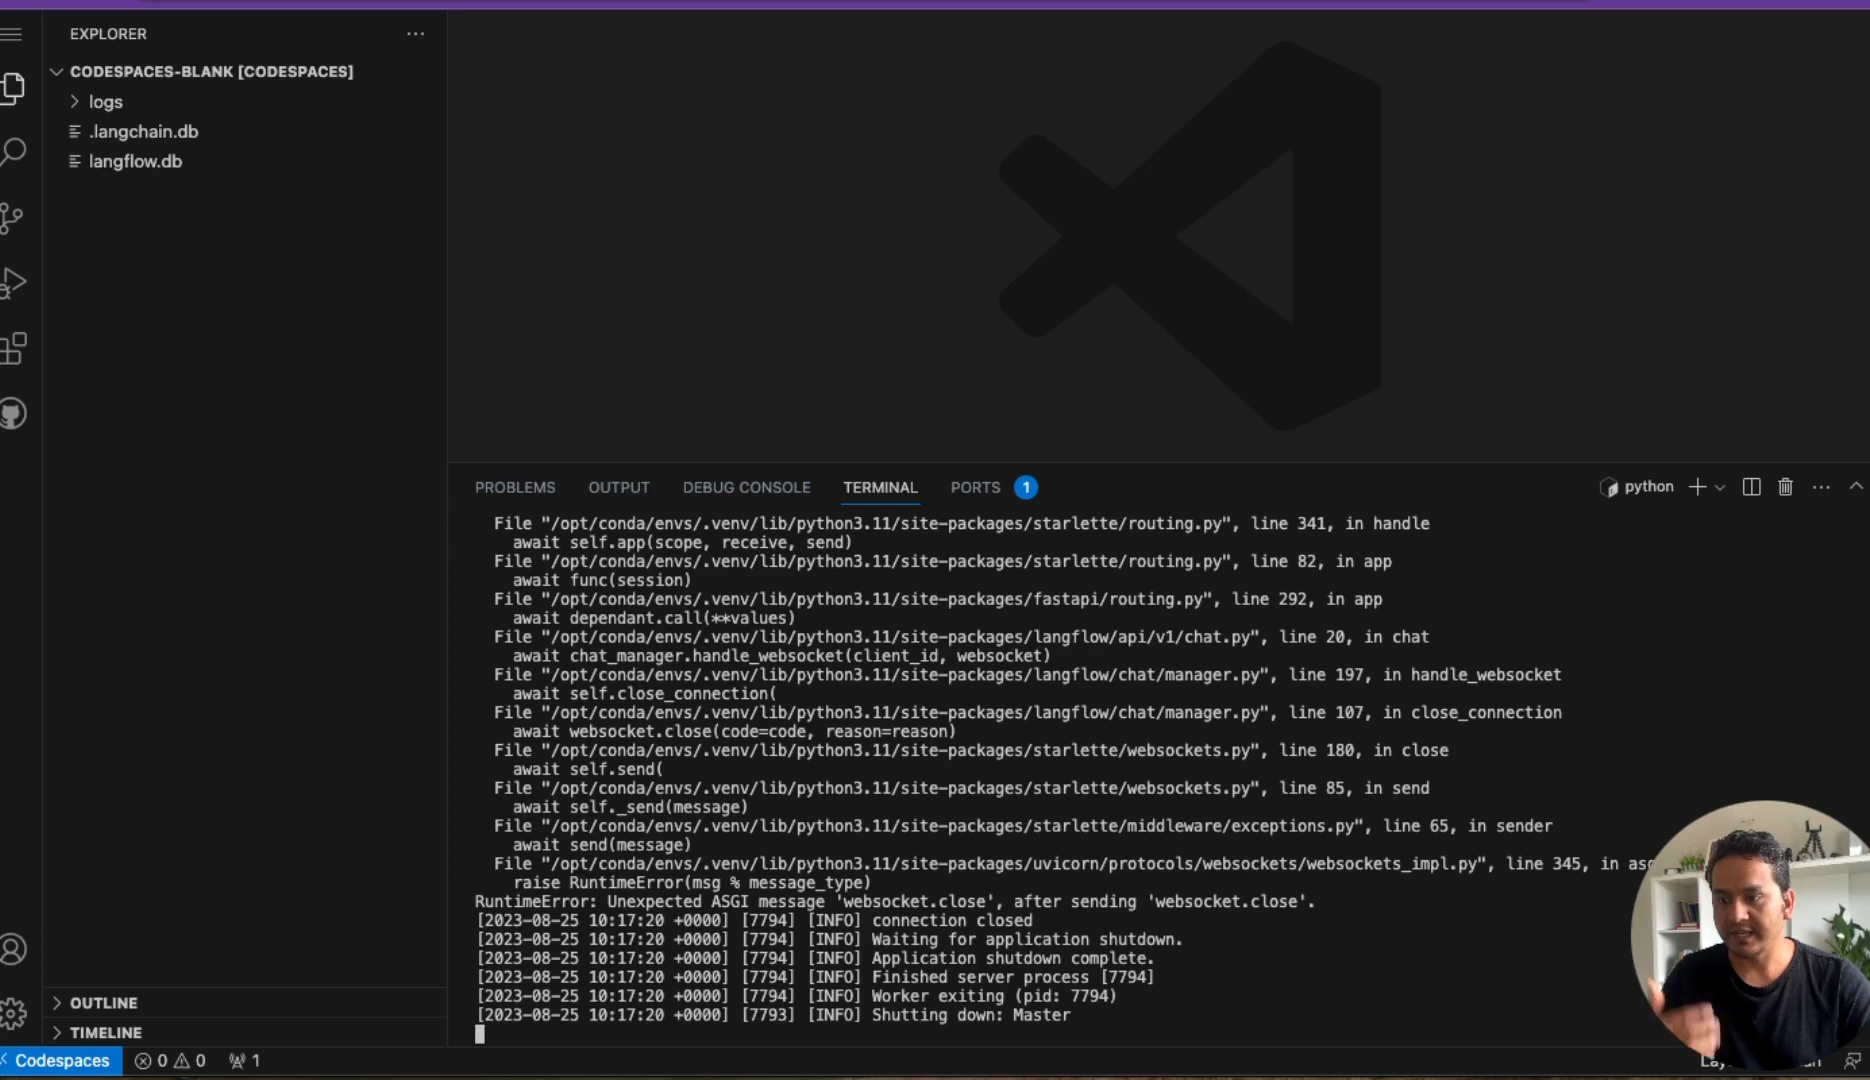 EXPLORER
CODESPACES-BLANK [CODESPACES]
logs
.langchain.db
langflow.db
OUTLINE
TIMELINE
PROBLEMS OUTPUT DEBUG CONSOLE TERMINAL PORTS 1
python
File "/opt/conda/envs/.venv/lib/python3.11/site-packages/starlette/routing.py", line 341, in handle
await self.app(scope, receive, send)
File "/opt/conda/envs/.venv/lib/python3.11/site-packages/starlette/routing.py", line 82, in app
await func(session)
File "/opt/conda/envs/.venv/lib/python3.11/site-packages/fastapi/routing.py", line 292, in app
await dependant.call(**values)
File "/opt/conda/envs/.venv/lib/python3.11/site-packages/langflow/api/v1/chat.py", line 20, in chat
await chat_manager.handle_websocket(client_id, websocket)
File "/opt/conda/envs/.venv/lib/python3.11/site-packages/langflow/chat/manager.py", line 197, in handle_websocket
await self.close_connection(
File "/opt/conda/envs/.venv/lib/python3.11/site-packages/langflow/chat/manager.py", line 107, in close_connection
await websocket.close(code=code, reason=reason)
File "/opt/conda/envs/.venv/lib/python3.11/site-packages/starlette/websockets.py", line 180, in close
await self.send(
File "/opt/conda/envs/.venv/lib/python3.11/site-packages/starlette/websockets.py", line 85, in send
await self._send(message)
File "/opt/conda/envs/.venv/lib/python3.11/site-packages/starlette/middleware/exceptions.py", line 65, in sender
await send(message)
File "/opt/conda/envs/.venv/lib/python3.11/site-packages/uvicorn/protocols/websockets/websockets_impl.py", line 345, in
raise RuntimeError(msg % message_type)
RuntimeError: Unexpected ASGI message 'websocket.close', after sending 'websocket.close'.
[2023-08-25 10:17:20 +0000] [7794] [INFO] connection closed
[2023-08-25 10:17:20 +0000] [7794] [INFO] Waiting for application shutdown.
[2023-08-25 10:17:20 +0000] [7794] [INFO] Application shutdown complete.
[2023-08-25 10:17:20 +0000] [7794] [INFO] Finished server process [7794]
[2023-08-25 10:17:20 +0000] [7794] [INFO] Worker exiting (pid: 7794)
[2023-08-25 10:17:20 +0000] [7793] [INFO] Shutting down: Master
Codespaces 0 0 1